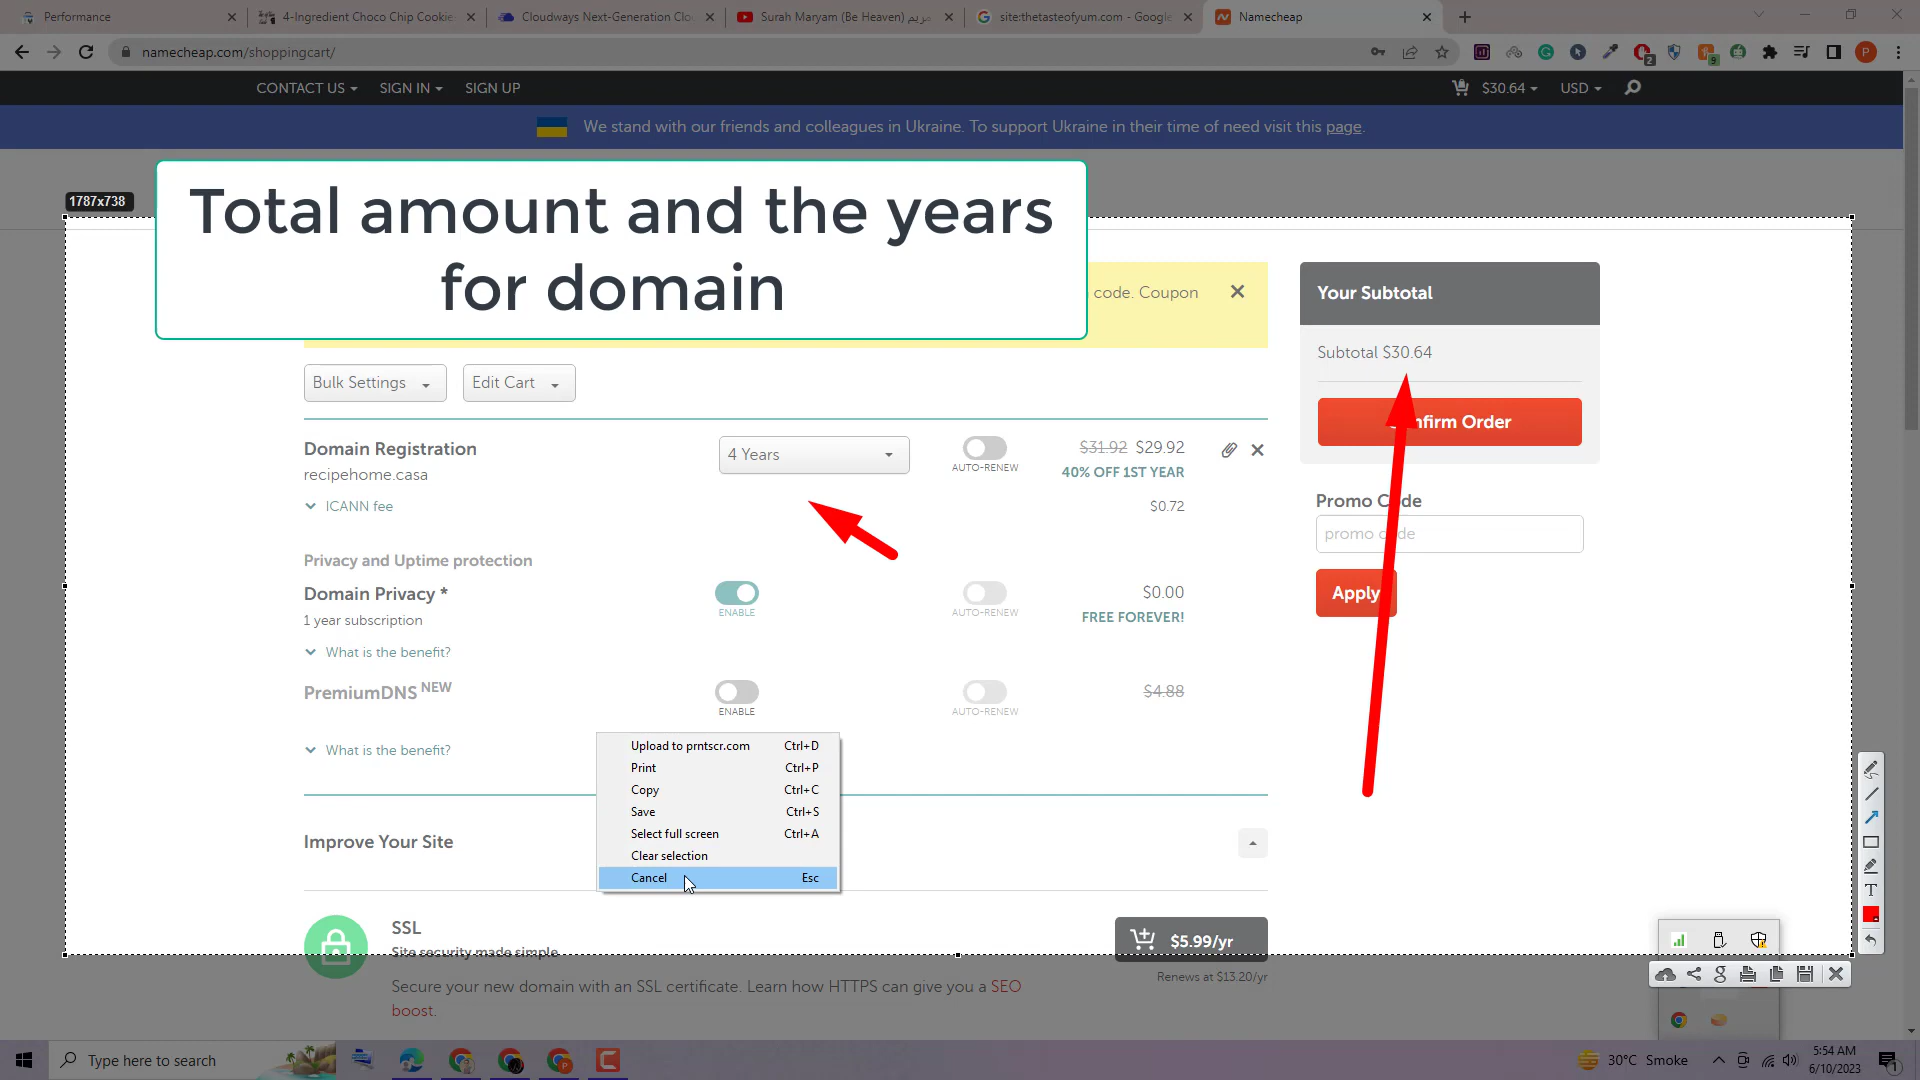 Performance
4-Ingredient Choco Chip Cookie
Cloudways Next-Generation Clo
Surah Maryam (Be Heaven) مريم
site:thetasteofyum.com - Google
Namecheap
namecheap.com/shoppingcart/
2
9
P
CONTACT US
SIGN IN
SIGN UP
$30.64
USD
We stand with our friends and colleagues in Ukraine. To support Ukraine in their time of need visit this page.
1787x738
Total amount and the years
for domain
code. Coupon
Your Subtotal
Subtotal $30.64
Bulk Settings
Edit Cart
nfirm Order
Domain Registration
4 Years
AUTO-RENEW
$31.92 $29.92
recipehome.casa
40% OFF 1ST YEAR
ICANN fee
$0.72
Promo Code
promo code
Apply
Privacy and Uptime protection
Domain Privacy *
ENABLE
AUTO-RENEW
$0.00
1 year subscription
FREE FOREVER!
What is the benefit?
PremiumDNS NEW
ENABLE
AUTO-RENEW
$4.88
What is the benefit?
Upload to prntscr.com Ctrl+D
Print Ctrl+P
Copy Ctrl+C
Save Ctrl+S
Select full screen Ctrl+A
Clear selection
Cancel Esc
Improve Your Site
SSL
Site security made simple
$5.99/yr
Renews at $13.20/yr
Secure your new domain with an SSL certificate. Learn how HTTPS can give you a SEO
boost.
T
Type here to search
30°C Smoke
5:54 AM
6/10/2023
1